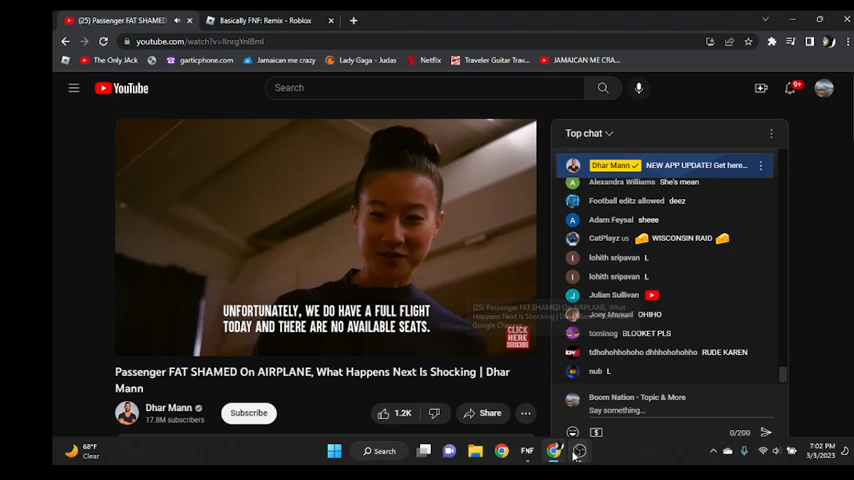 (25) Passenger FAT SHAMED
Basically FNF: Remix - Roblox
youtube.com/watch?v=
The Only jAck
garticphone.com
Jamaican me crazy
Lady Gaga - Judas
Netflix
Traveler Guitar Trav...
JAMAICAN ME CRA...
YouTube
Search
9+
UNFORTUNATELY, WE DO HAVE A FULL FLIGHT
TODAY AND THERE ARE NO AVAILABLE SEATS.
CLICK
HERE
SUBSCRIBE
Top chat
Dhar Mann NEW APP UPDATE! Get here...
Alexandra Williams She's mean
Football editz allowed deez
Adam Feysal sheee
CatPlayz us WISCONSIN RAID
lohith sripavan L
lohith sripavan L
Julian Sullivan
Joey Manuel OHIHO
tominog BLOOKET PLS
tdhohohhohoho dhhhohohohho RUDE KAREN
nub L
(25) Passenger FAT SHAMED On AIRPLANE, What
Happens Next Is Shocking | Dhar Mann
Google Chrome
Passenger FAT SHAMED On AIRPLANE, What Happens Next Is Shocking | Dhar
Mann
Dhar Mann
17.8M subscribers
Subscribe
1.2K
Share
Boom Nation - Topic & More
Say something...
0/200
68°F
Clear
Search
FNF
7:02 PM
3/3/2023